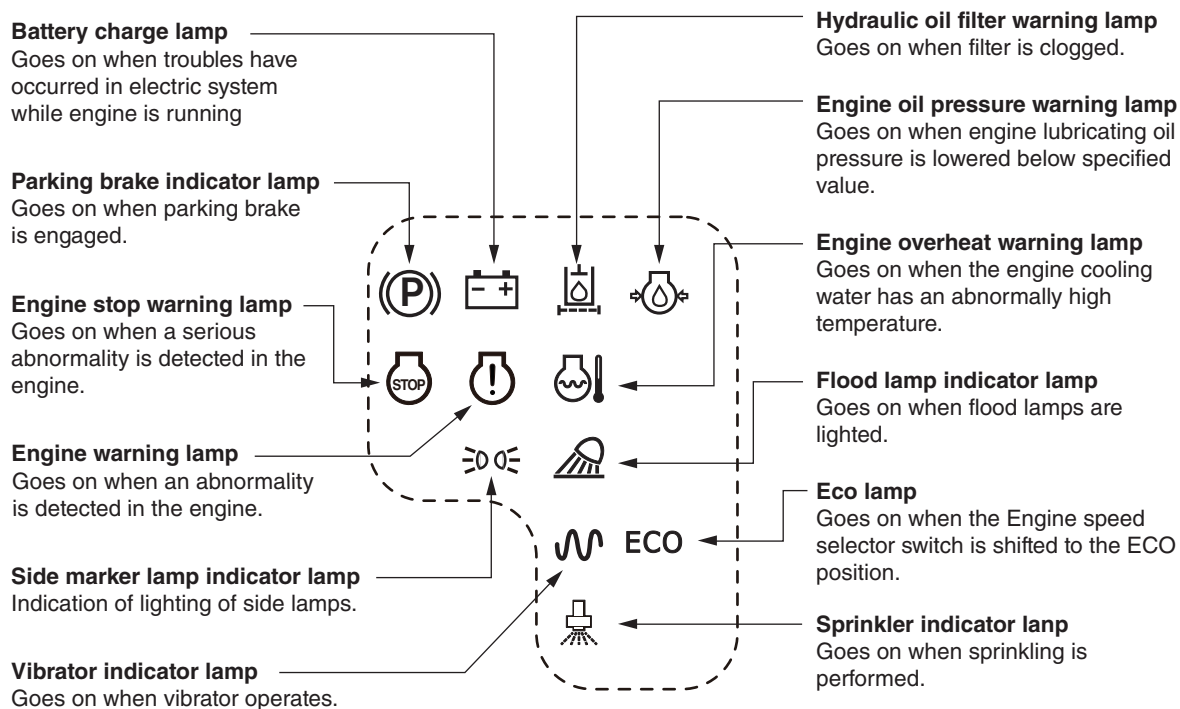 Battery charge lamp
Goes on when troubles have
occurred in electric system
while engine is running
Parking brake indicator lamp
Goes on when parking brake
is engaged.
Engine stop warning lamp
Goes on when a serious
abnormality is detected in the
engine.
Engine warning lamp
Goes on when an abnormality
is detected in the engine.
Side marker lamp indicator lamp
Indication of lighting of side lamps.
Vibrator indicator lamp
Goes on when vibrator operates.
P
STOP
ECO
Hydraulic oil filter warning lamp
Goes on when filter is clogged.
Engine oil pressure warning lamp
Goes on when engine lubricating oil
pressure is lowered below specified
value.
Engine overheat warning lamp
Goes on when the engine cooling
water has an abnormally high
temperature.
Flood lamp indicator lamp
Goes on when flood lamps are
lighted.
Eco lamp
Goes on when the Engine speed
selector switch is shifted to the ECO
position.
Sprinkler indicator lanp
Goes on when sprinkling is
performed.